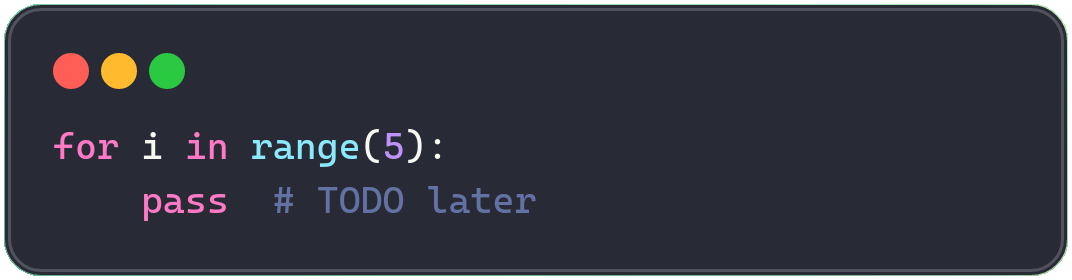 for i in range(5):
    pass  # TODO later